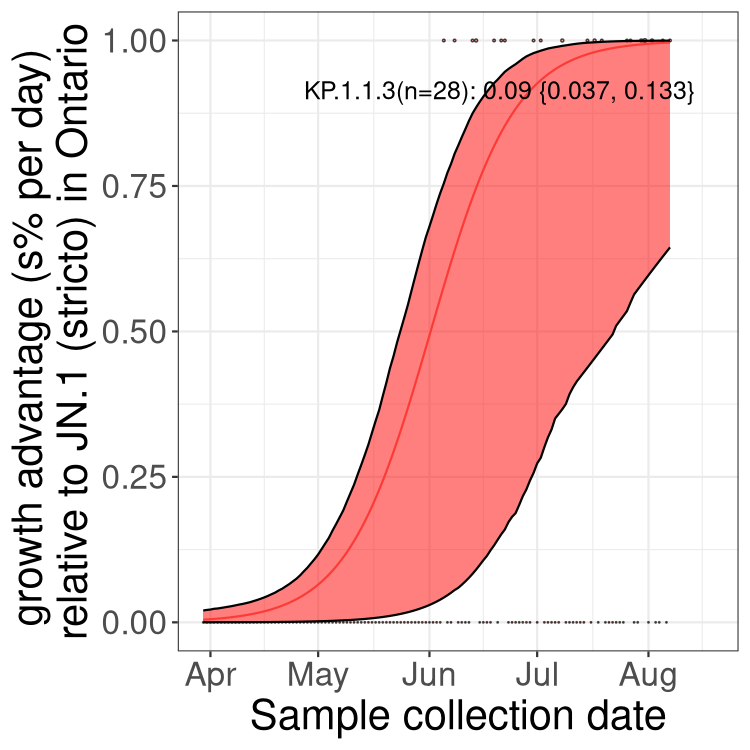 growth advantage (s% per day)
relative to JN.1 (stricto) in Ontario
1.00
0.75
0.50
0.25
0.00
KP.1.1.3(n=28): 0.09 {0.037, 0.133}
Apr May Jun Jul Aug
Sample collection date